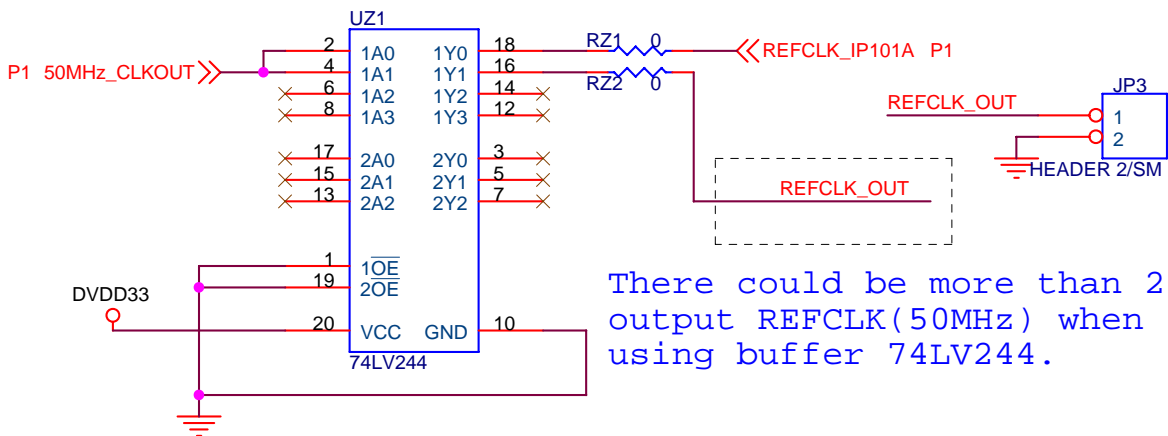 UZ1
2 1A0 1Y0 18 RZ1 0 REFCLK_IP101A P1
P1 50MHz_CLKOUT 4 1A1 1Y1 16 RZ2 0
6 1A2 1Y2 14
8 1A3 1Y3 12
17 2A0 2Y0 3
15 2A1 2Y1 5
13 2A2 2Y2 7
1 1OE
19 2OE
DVDD33
20 VCC GND 10
74LV244
JP3
REFCLK_OUT 1
2
HEADER 2/SM
REFCLK_OUT
There could be more than 2
output REFCLK(50MHz) when
using buffer 74LV244.